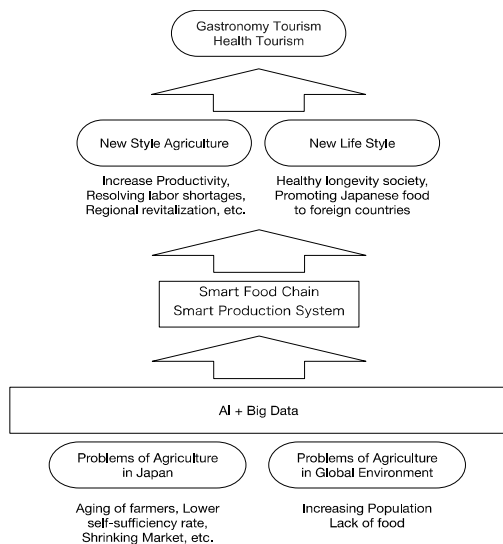 Gastronomy Tourism
Health Tourism
New Style Agriculture
New Life Style
Increase Productivity,
Resolving labor shortages,
Regional revitalization, etc.
Healthy longevity society,
Promoting Japanese food
to foreign countries
Smart Food Chain
Smart Production System
AI + Big Data
Problems of Agriculture
in Japan
Problems of Agriculture
in Global Environment
Aging of farmers, Lower
self-sufficiency rate,
Shrinking Market, etc.
Increasing Population
Lack of food